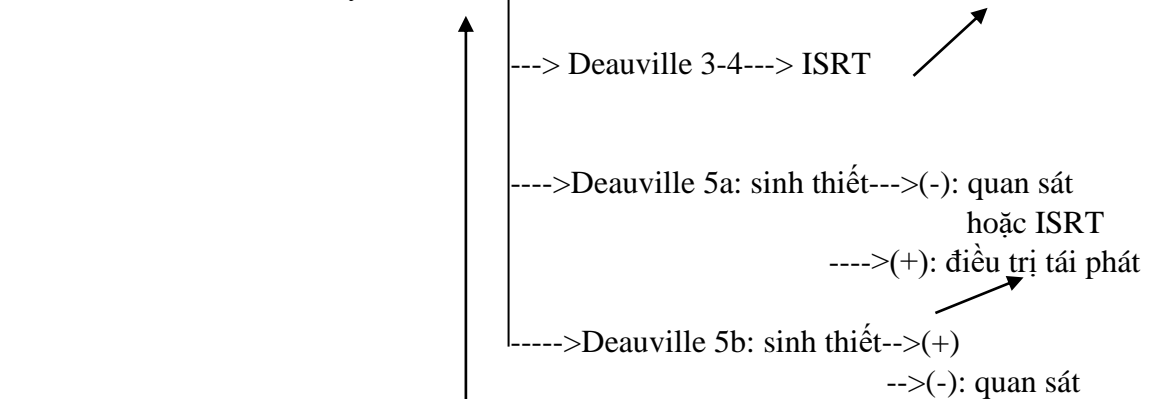 ---> Deauville 3-4---> ISRT
---->Deauville 5a: sinh thiết--->(-): quan sát
hoặc ISRT
---->(+): điều trị tái phát
----->Deauville 5b: sinh thiết-->(+)
-->(-): quan sát